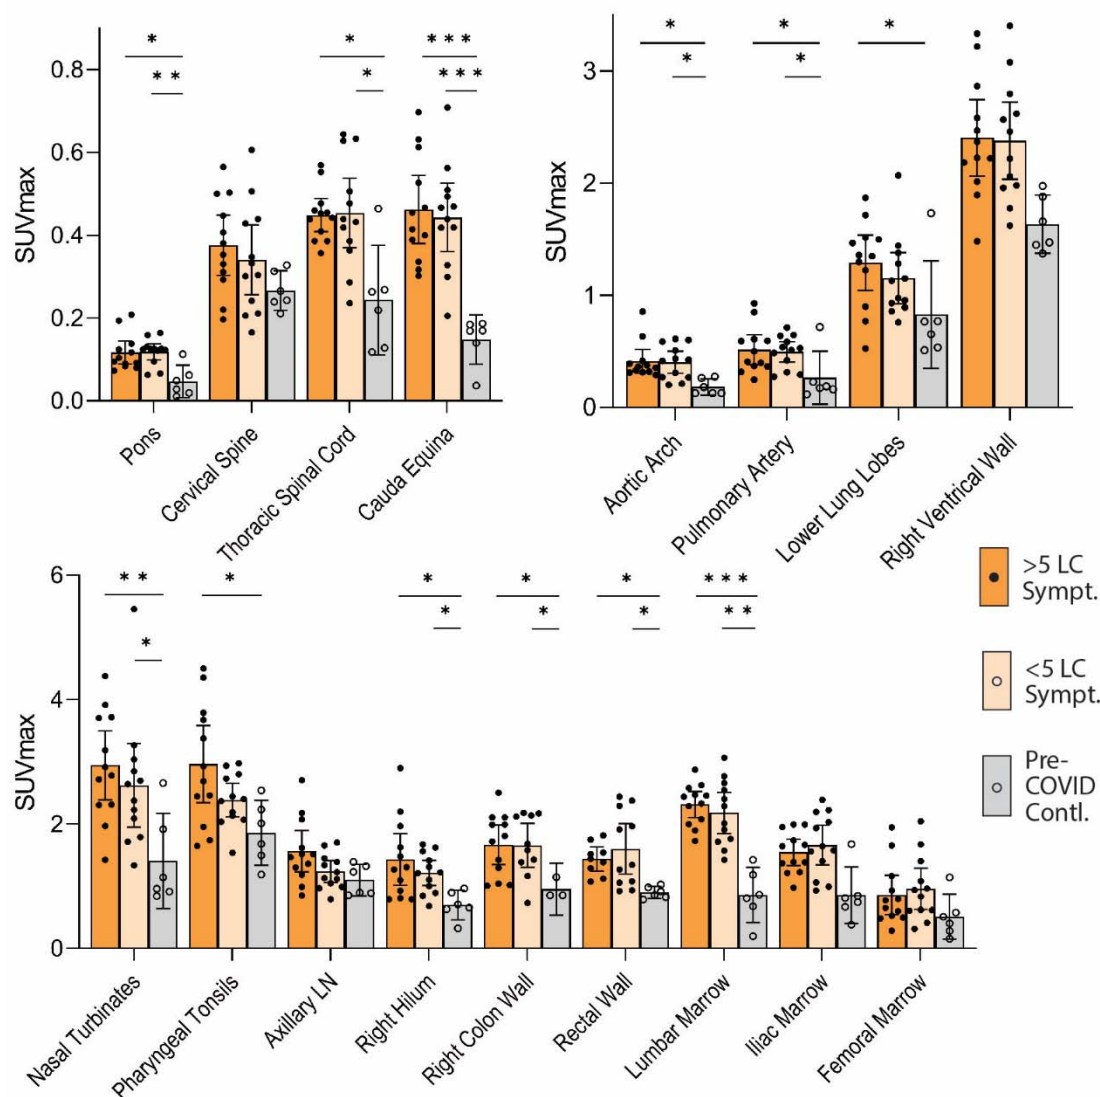 * * * * * *
* * * * * * *
SUVmax
0.8
0.6
0.4
0.2
0.0
Pons
Cervical Spine
Thoracic Spinal Cord
Cauda Equina
* * *
* *
SUVmax
3
2
1
0
Aortic Arch
Pulmonary Artery
Lower Lung Lobes
Right Ventrical Wall
* * * * * * * * *
* * * * * *
SUVmax
6
4
2
0
Nasal Turbinates
Pharyngeal Tonsils
Axillary LN
Right Hilum
Right Colon Wall
Rectal Wall
Lumbar Marrow
Iliac Marrow
Femoral Marrow
>5 LC
Sympt.
<5 LC
Sympt.
Pre-
COVID
Contl.